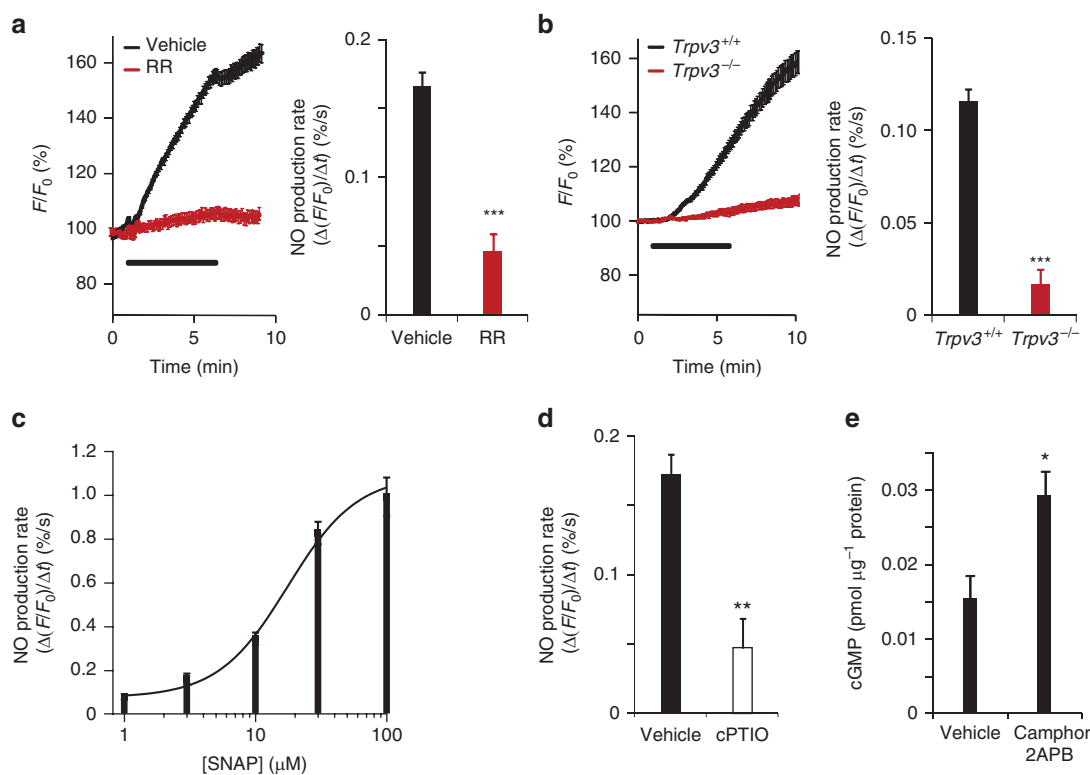 a
Vehicle
RR
160
140
120
100
80
F/F0 (%)
0
5
10
Time (min)
NO production rate
(Δ(F/F0)/Δt) (%/s)
0.2
0.1
0
***
Vehicle
RR
b
Trpv3+/+
Trpv3−/−
160
140
120
100
80
F/F0 (%)
0
5
10
Time (min)
NO production rate
(Δ(F/F0)/Δt) (%/s)
0.15
0.10
0.05
0
***
Trpv3+/+
Trpv3−/−
c
NO production rate
(Δ(F/F0)/Δt) (%/s)
1.2
1.0
0.8
0.6
0.4
0.2
0
1
10
100
[SNAP] (μM)
d
NO production rate
(Δ(F/F0)/Δt) (%/s)
0.2
0.1
0
**
Vehicle
cPTIO
e
cGMP (pmol μg−1 protein)
0.03
0.02
0.01
0
*
Vehicle
Camphor
2APB